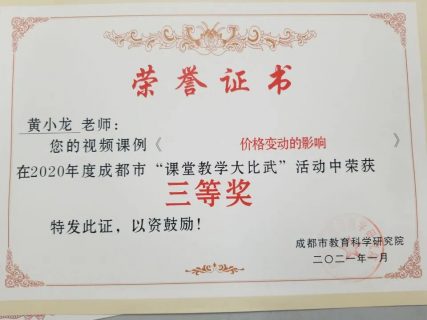 荣誉证书
黄小龙 老师：
您的视频课例《 价格变动的影响 》
在2020年度成都市“课堂教学大比武”活动中荣获
三等奖
特发此证，以资鼓励！
成都市教育科学研究院
二〇二一年一月